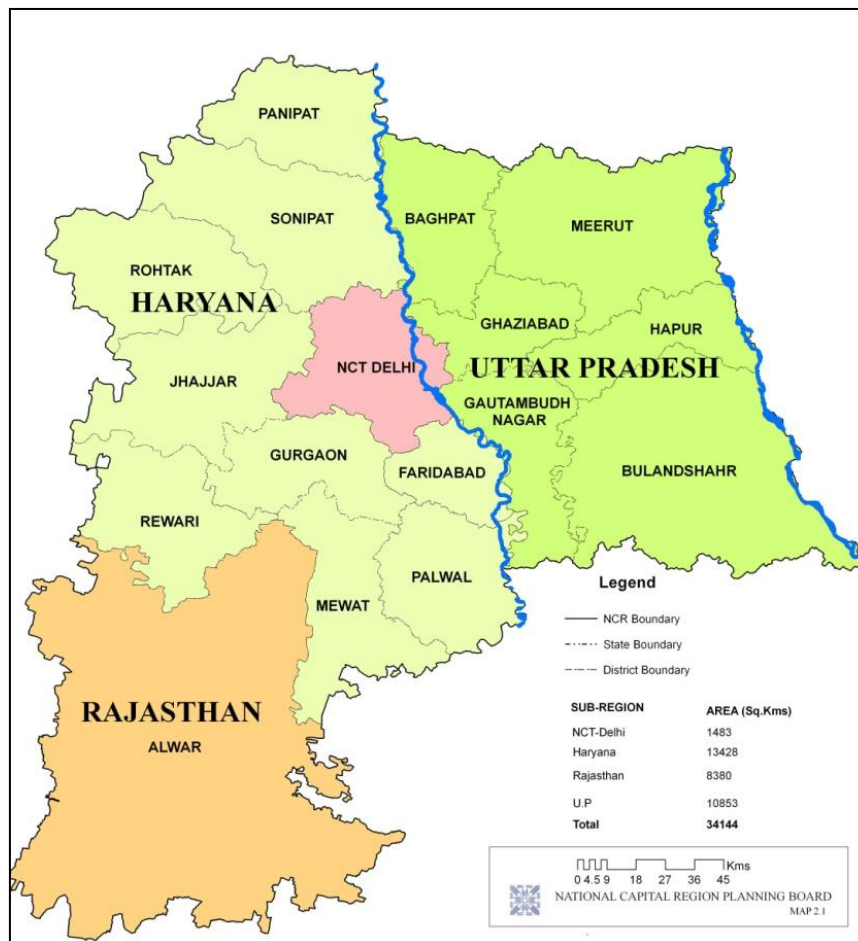 PANIPAT
SONIPAT
BAGHPAT
MEERUT
ROHTAK
HARYANA
GHAZIABAD
HAPUR
NCT DELHI
UTTAR PRADESH
JHAJJAR
GAUTAMBUDH
NAGAR
GURGAON
FARIDABAD
BULANDSHAHR
REWARI
PALWAL
MEWAT
RAJASTHAN
ALWAR
Legend
NCR Boundary
State Boundary
District Boundary
SUB-REGION AREA (Sq.Kms)
NCT-Delhi 1483
Haryana 13428
Rajasthan 8380
U.P 10853
Total 34144
Kms
0 4.5 9 18 27 36 45
NATIONAL CAPITAL REGION PLANNING BOARD
MAP 2.1